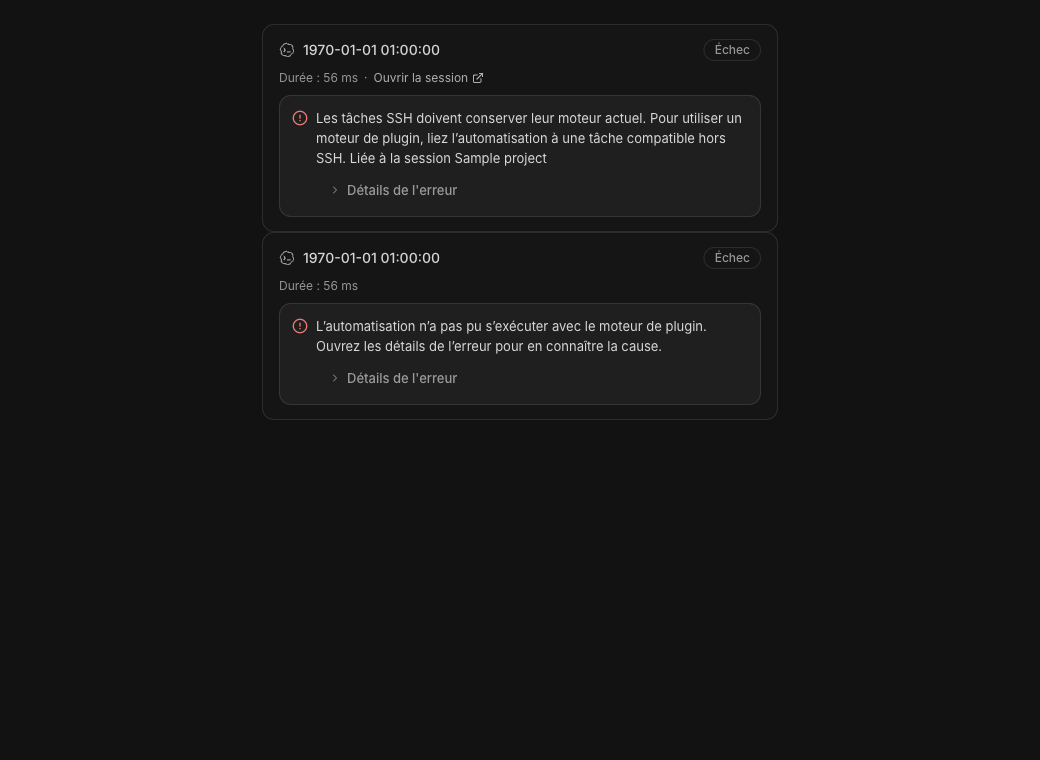 1970-01-01 01:00:00
Échec
Durée : 56 ms · Ouvrir la session
Les tâches SSH doivent conserver leur moteur actuel. Pour utiliser un
moteur de plugin, liez l’automatisation à une tâche compatible hors
SSH. Liée à la session Sample project
Détails de l'erreur
1970-01-01 01:00:00
Échec
Durée : 56 ms
L’automatisation n’a pas pu s’exécuter avec le moteur de plugin.
Ouvrez les détails de l’erreur pour en connaître la cause.
Détails de l'erreur